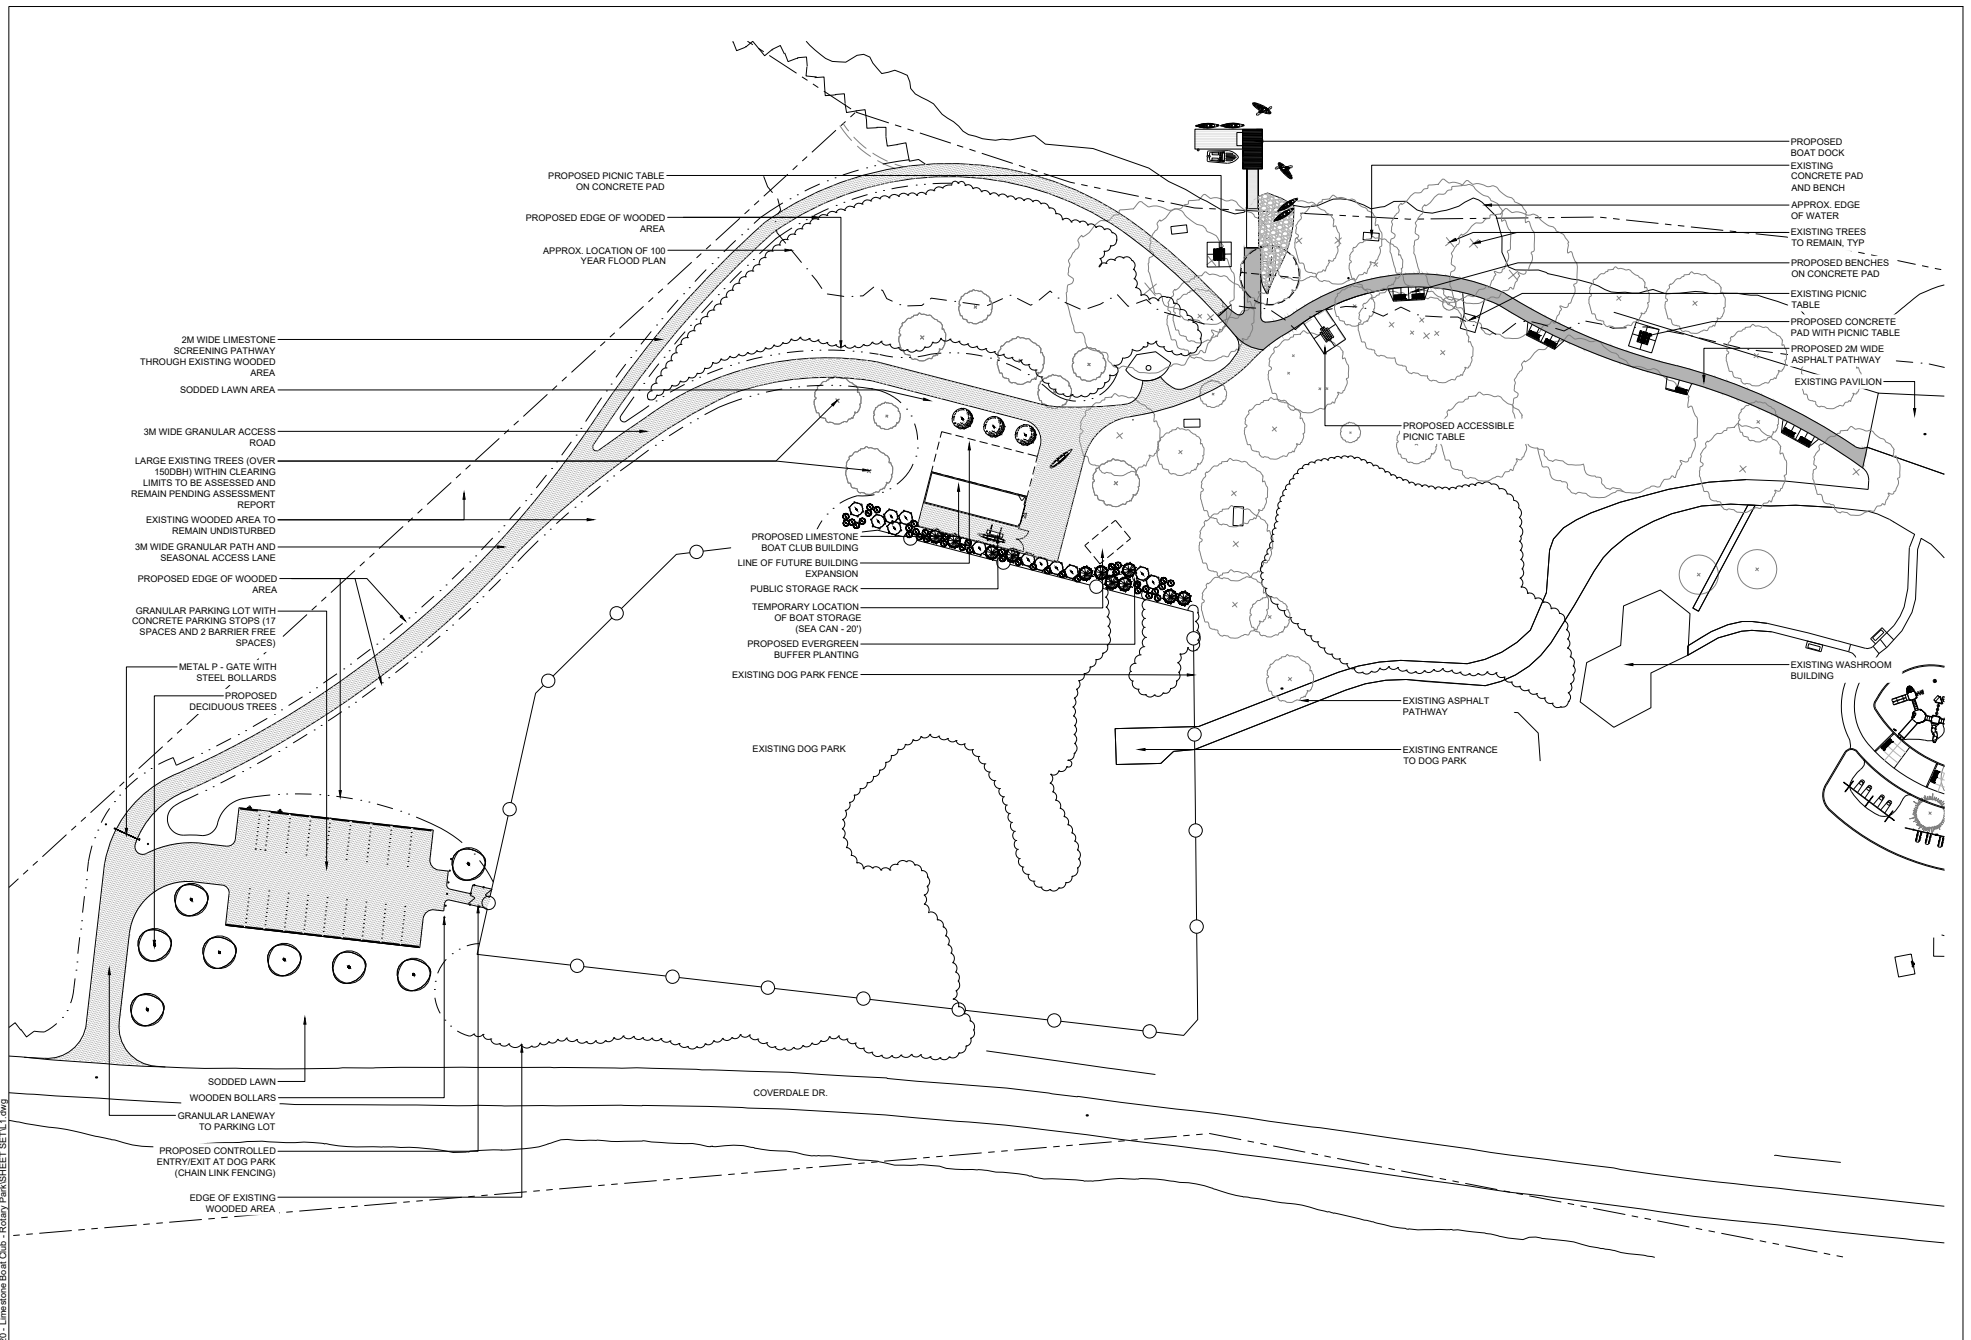 PROPOSED PICNIC TABLE
ON CONCRETE PAD
PROPOSED EDGE OF WOODED
AREA
APPROX. LOCATION OF 100
YEAR FLOOD PLAN
2M WIDE LIMESTONE
SCREENING PATHWAY
THROUGH EXISTING WOODED
AREA
SODDED LAWN AREA
3M WIDE GRANULAR ACCESS
ROAD
LARGE EXISTING TREES (OVER
150DBH) WITHIN CLEARING
LIMITS TO BE ASSESSED AND
REMAIN PENDING ASSESSMENT
REPORT
EXISTING WOODED AREA TO
REMAIN UNDISTURBED
3M WIDE GRANULAR PATH AND
SEASONAL ACCESS LANE
PROPOSED EDGE OF WOODED
AREA
GRANULAR PARKING LOT WITH
CONCRETE PARKING STOPS (17
SPACES AND 2 BARRIER FREE
SPACES)
METAL P - GATE WITH
STEEL BOLLARDS
PROPOSED
DECIDUOUS TREES
PROPOSED LIMESTONE
BOAT CLUB BUILDING
LINE OF FUTURE BUILDING
EXPANSION
PUBLIC STORAGE RACK
TEMPORARY LOCATION
OF BOAT STORAGE
(SEA CAN - 20')
PROPOSED EVERGREEN
BUFFER PLANTING
EXISTING DOG PARK FENCE
EXISTING DOG PARK
PROPOSED
BOAT DOCK
EXISTING
CONCRETE PAD
AND BENCH
APPROX. EDGE
OF WATER
EXISTING TREES
TO REMAIN, TYP
PROPOSED BENCHES
ON CONCRETE PAD
EXISTING PICNIC
TABLE
PROPOSED CONCRETE
PAD WITH PICNIC TABLE
PROPOSED 2M WIDE
ASPHALT PATHWAY
EXISTING PAVILION
PROPOSED ACCESSIBLE
PICNIC TABLE
EXISTING WASHROOM
BUILDING
EXISTING ASPHALT
PATHWAY
EXISTING ENTRANCE
TO DOG PARK
SODDED LAWN
WOODEN BOLLARS
GRANULAR LANEWAY
TO PARKING LOT
PROPOSED CONTROLLED
ENTRY/EXIT AT DOG PARK
(CHAIN LINK FENCING)
EDGE OF EXISTING
WOODED AREA
COVERDALE DR.
20 - Limestone Boat Club - Rotary Park\SHEET SET\L1.dwg